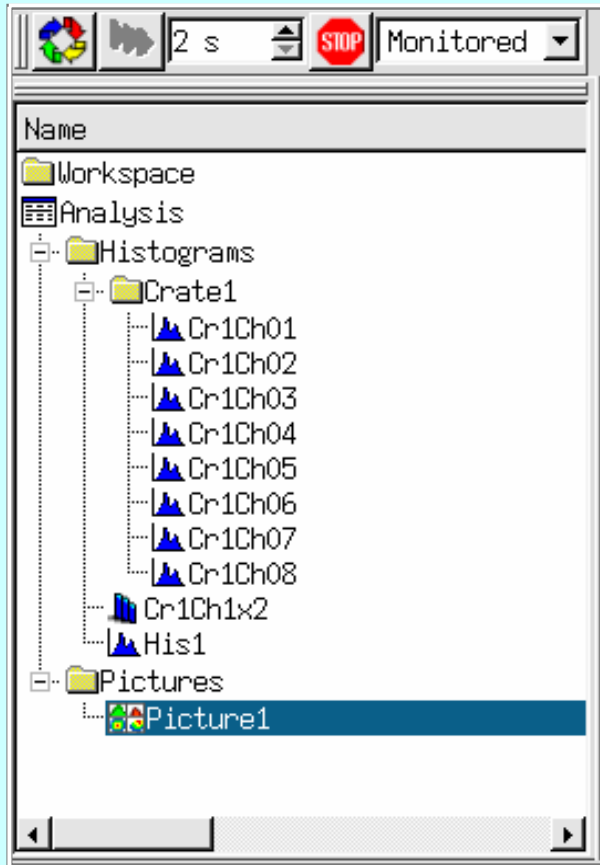 2 s STOP Monitored
Name
Workspace
Analysis
Histograms
Crate1
Cr1Ch01
Cr1Ch02
Cr1Ch03
Cr1Ch04
Cr1Ch05
Cr1Ch06
Cr1Ch07
Cr1Ch08
Cr1Ch1x2
His1
Pictures
Picture1